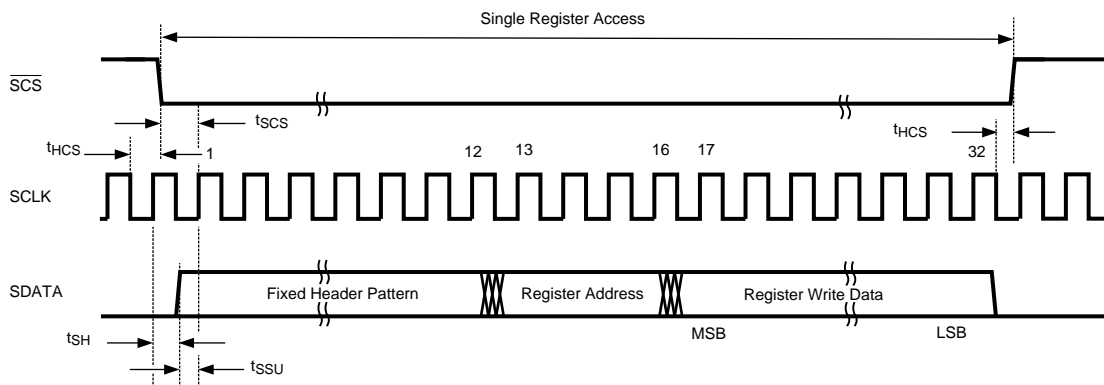 Single Register Access
SCS
tSCS
tHCS
tHCS
1
12
13
16
17
32
SCLK
SDATA
Fixed Header Pattern
Register Address
Register Write Data
MSB
LSB
tSH
tSSU